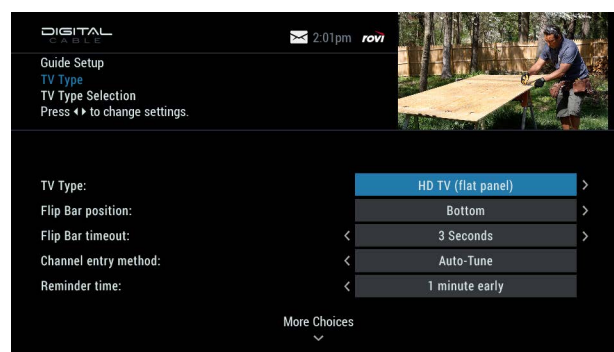 DIGITAL
CABLE
2:01pm rovi
Guide Setup
TV Type
TV Type Selection
Press ◂▸ to change settings.
TV Type: HD TV (flat panel) >
Flip Bar position: Bottom >
Flip Bar timeout: < 3 Seconds >
Channel entry method: < Auto-Tune
Reminder time: < 1 minute early
More Choices